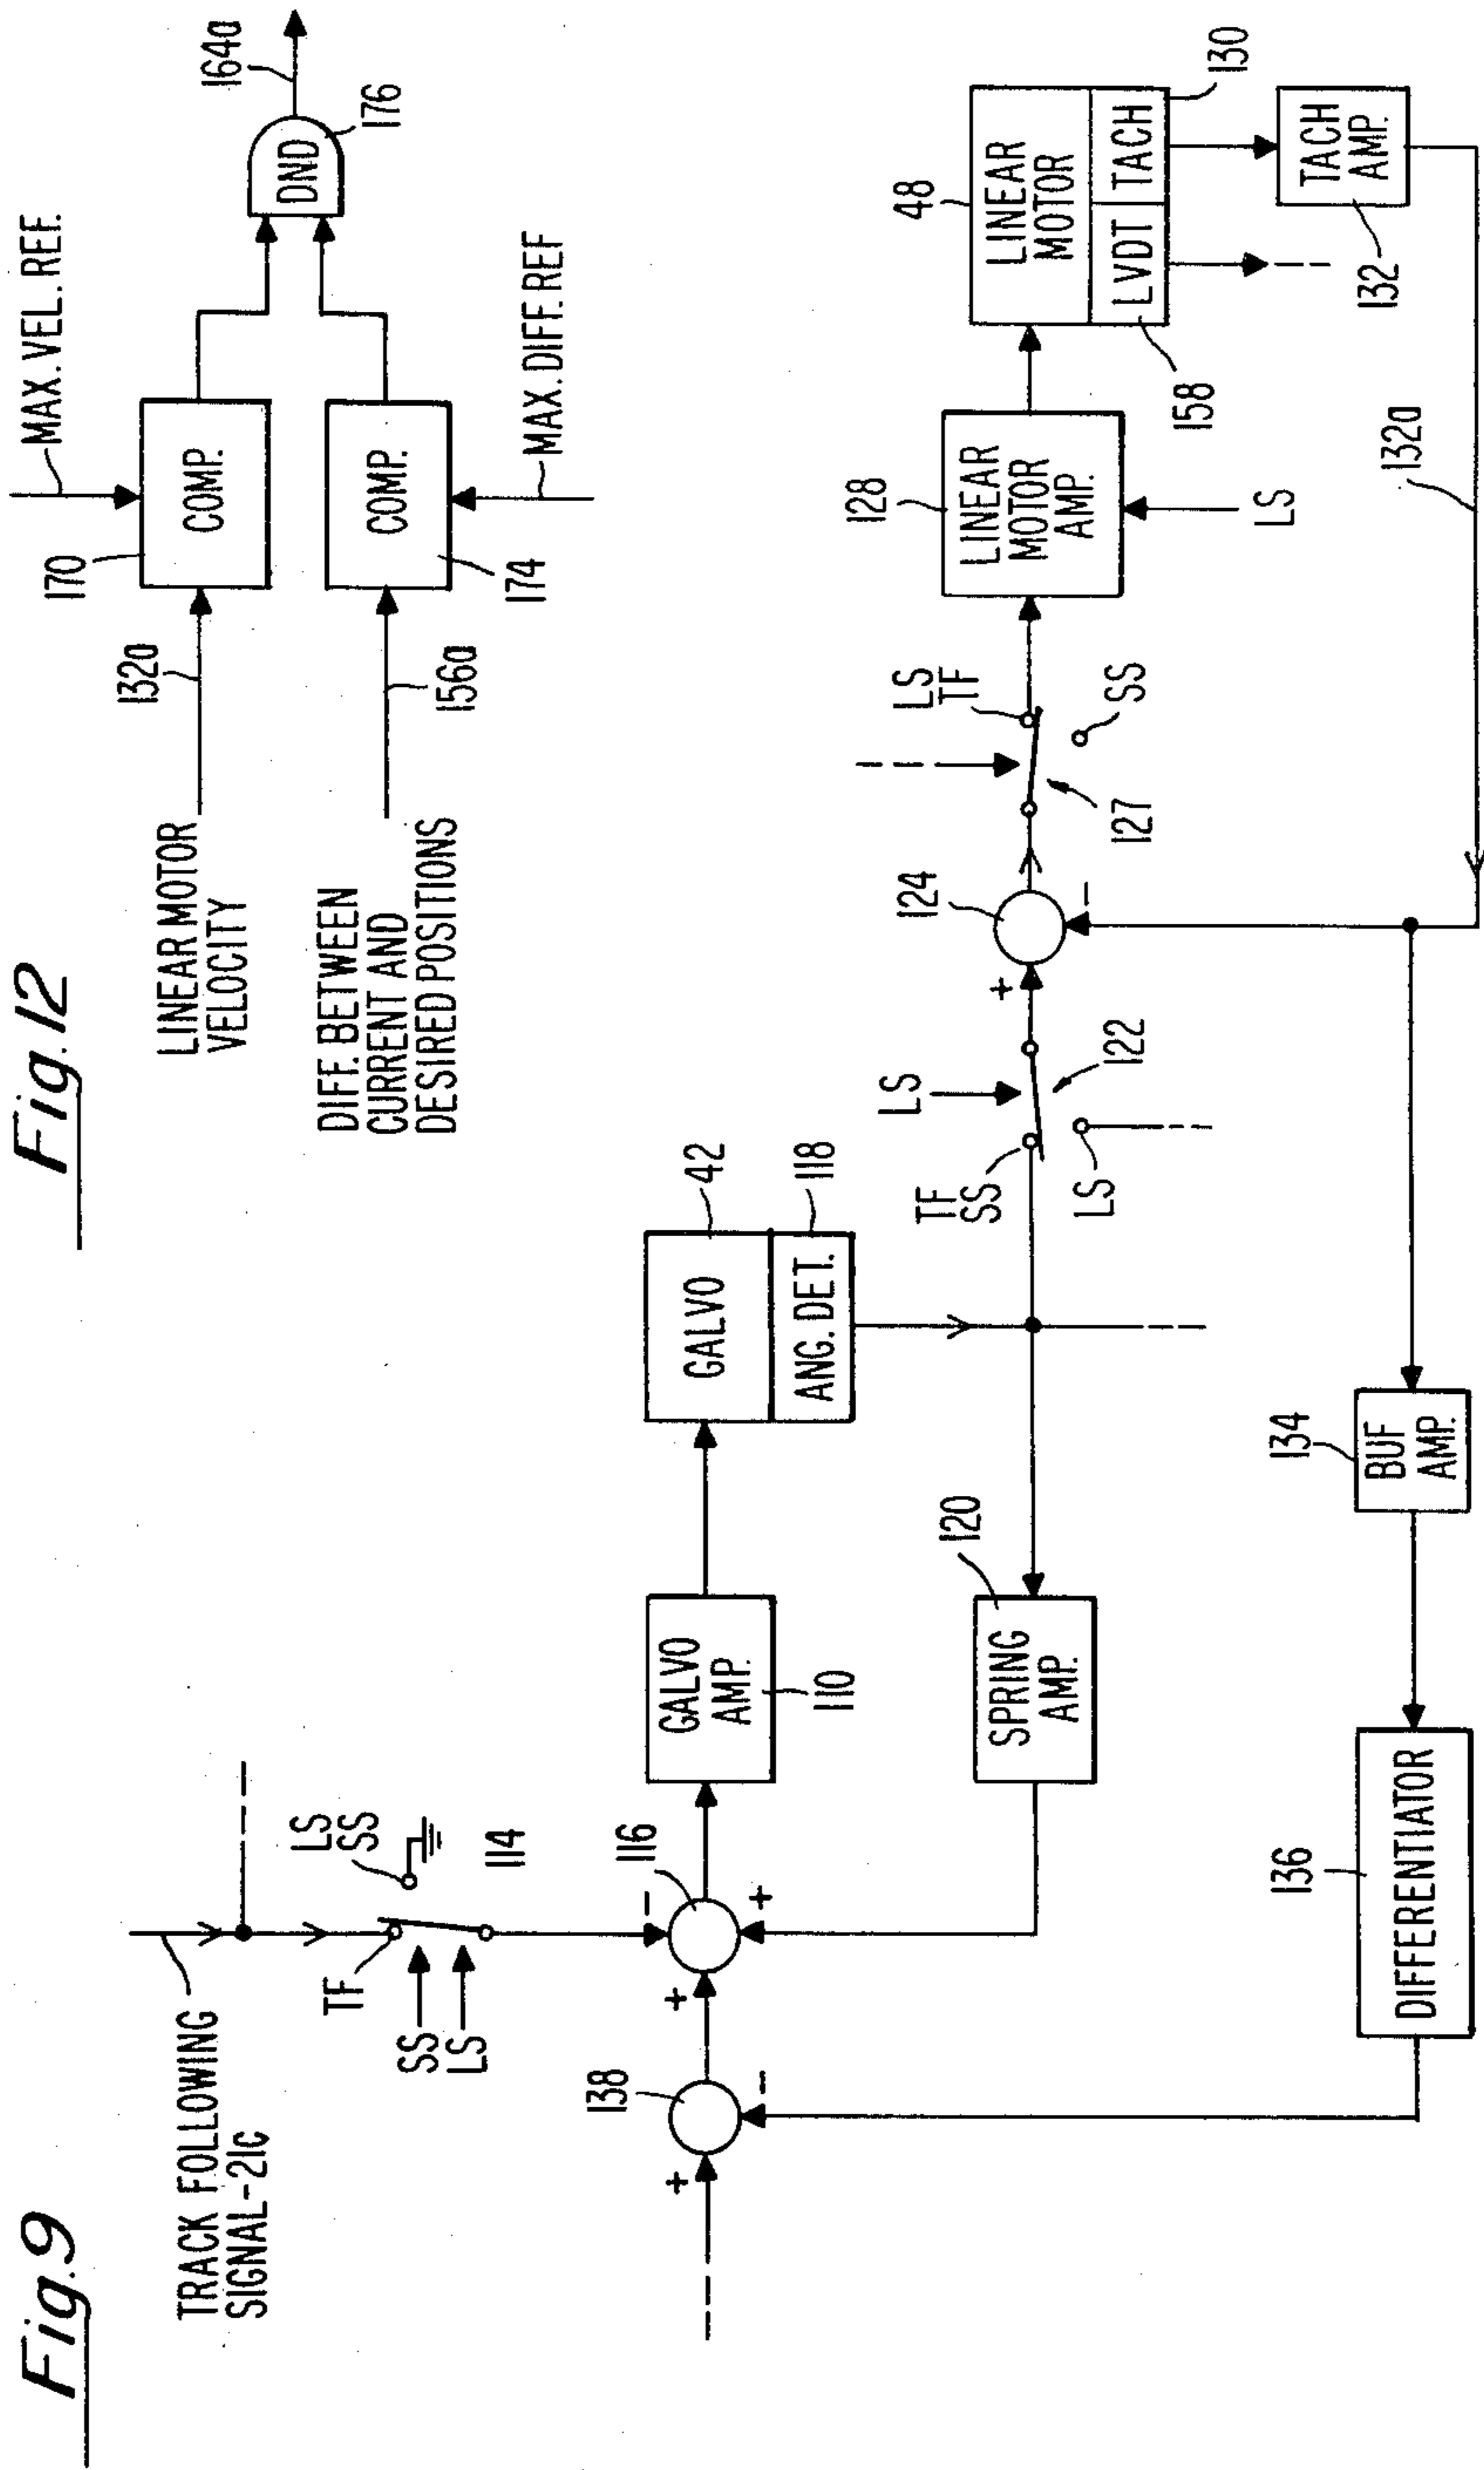 Fig. 9
TRACK FOLLOWING
SIGNAL-21c
TF
SS
LS
LS
SS
114
138
+
-
+
116
-
+
GALVO
AMP.
110
GALVO
42
ANG. DET.
118
SPRING
AMP.
120
TF
SS
LS
LS
122
+
124
-
127
LS
TF
SS
LINEAR
MOTOR
AMP.
128
LS
LINEAR
MOTOR
48
LVDT
TACH
158
130
TACH
AMP.
132
132a
BUF
AMP.
134
DIFFERENTIATOR
136
Fig. 12
LINEAR MOTOR
VELOCITY
132a
170
COMP.
MAX. VEL. REF.
DIFF. BETWEEN
CURRENT AND
DESIRED POSITIONS
156a
174
COMP.
MAX. DIFF. REF
DND
176
164a